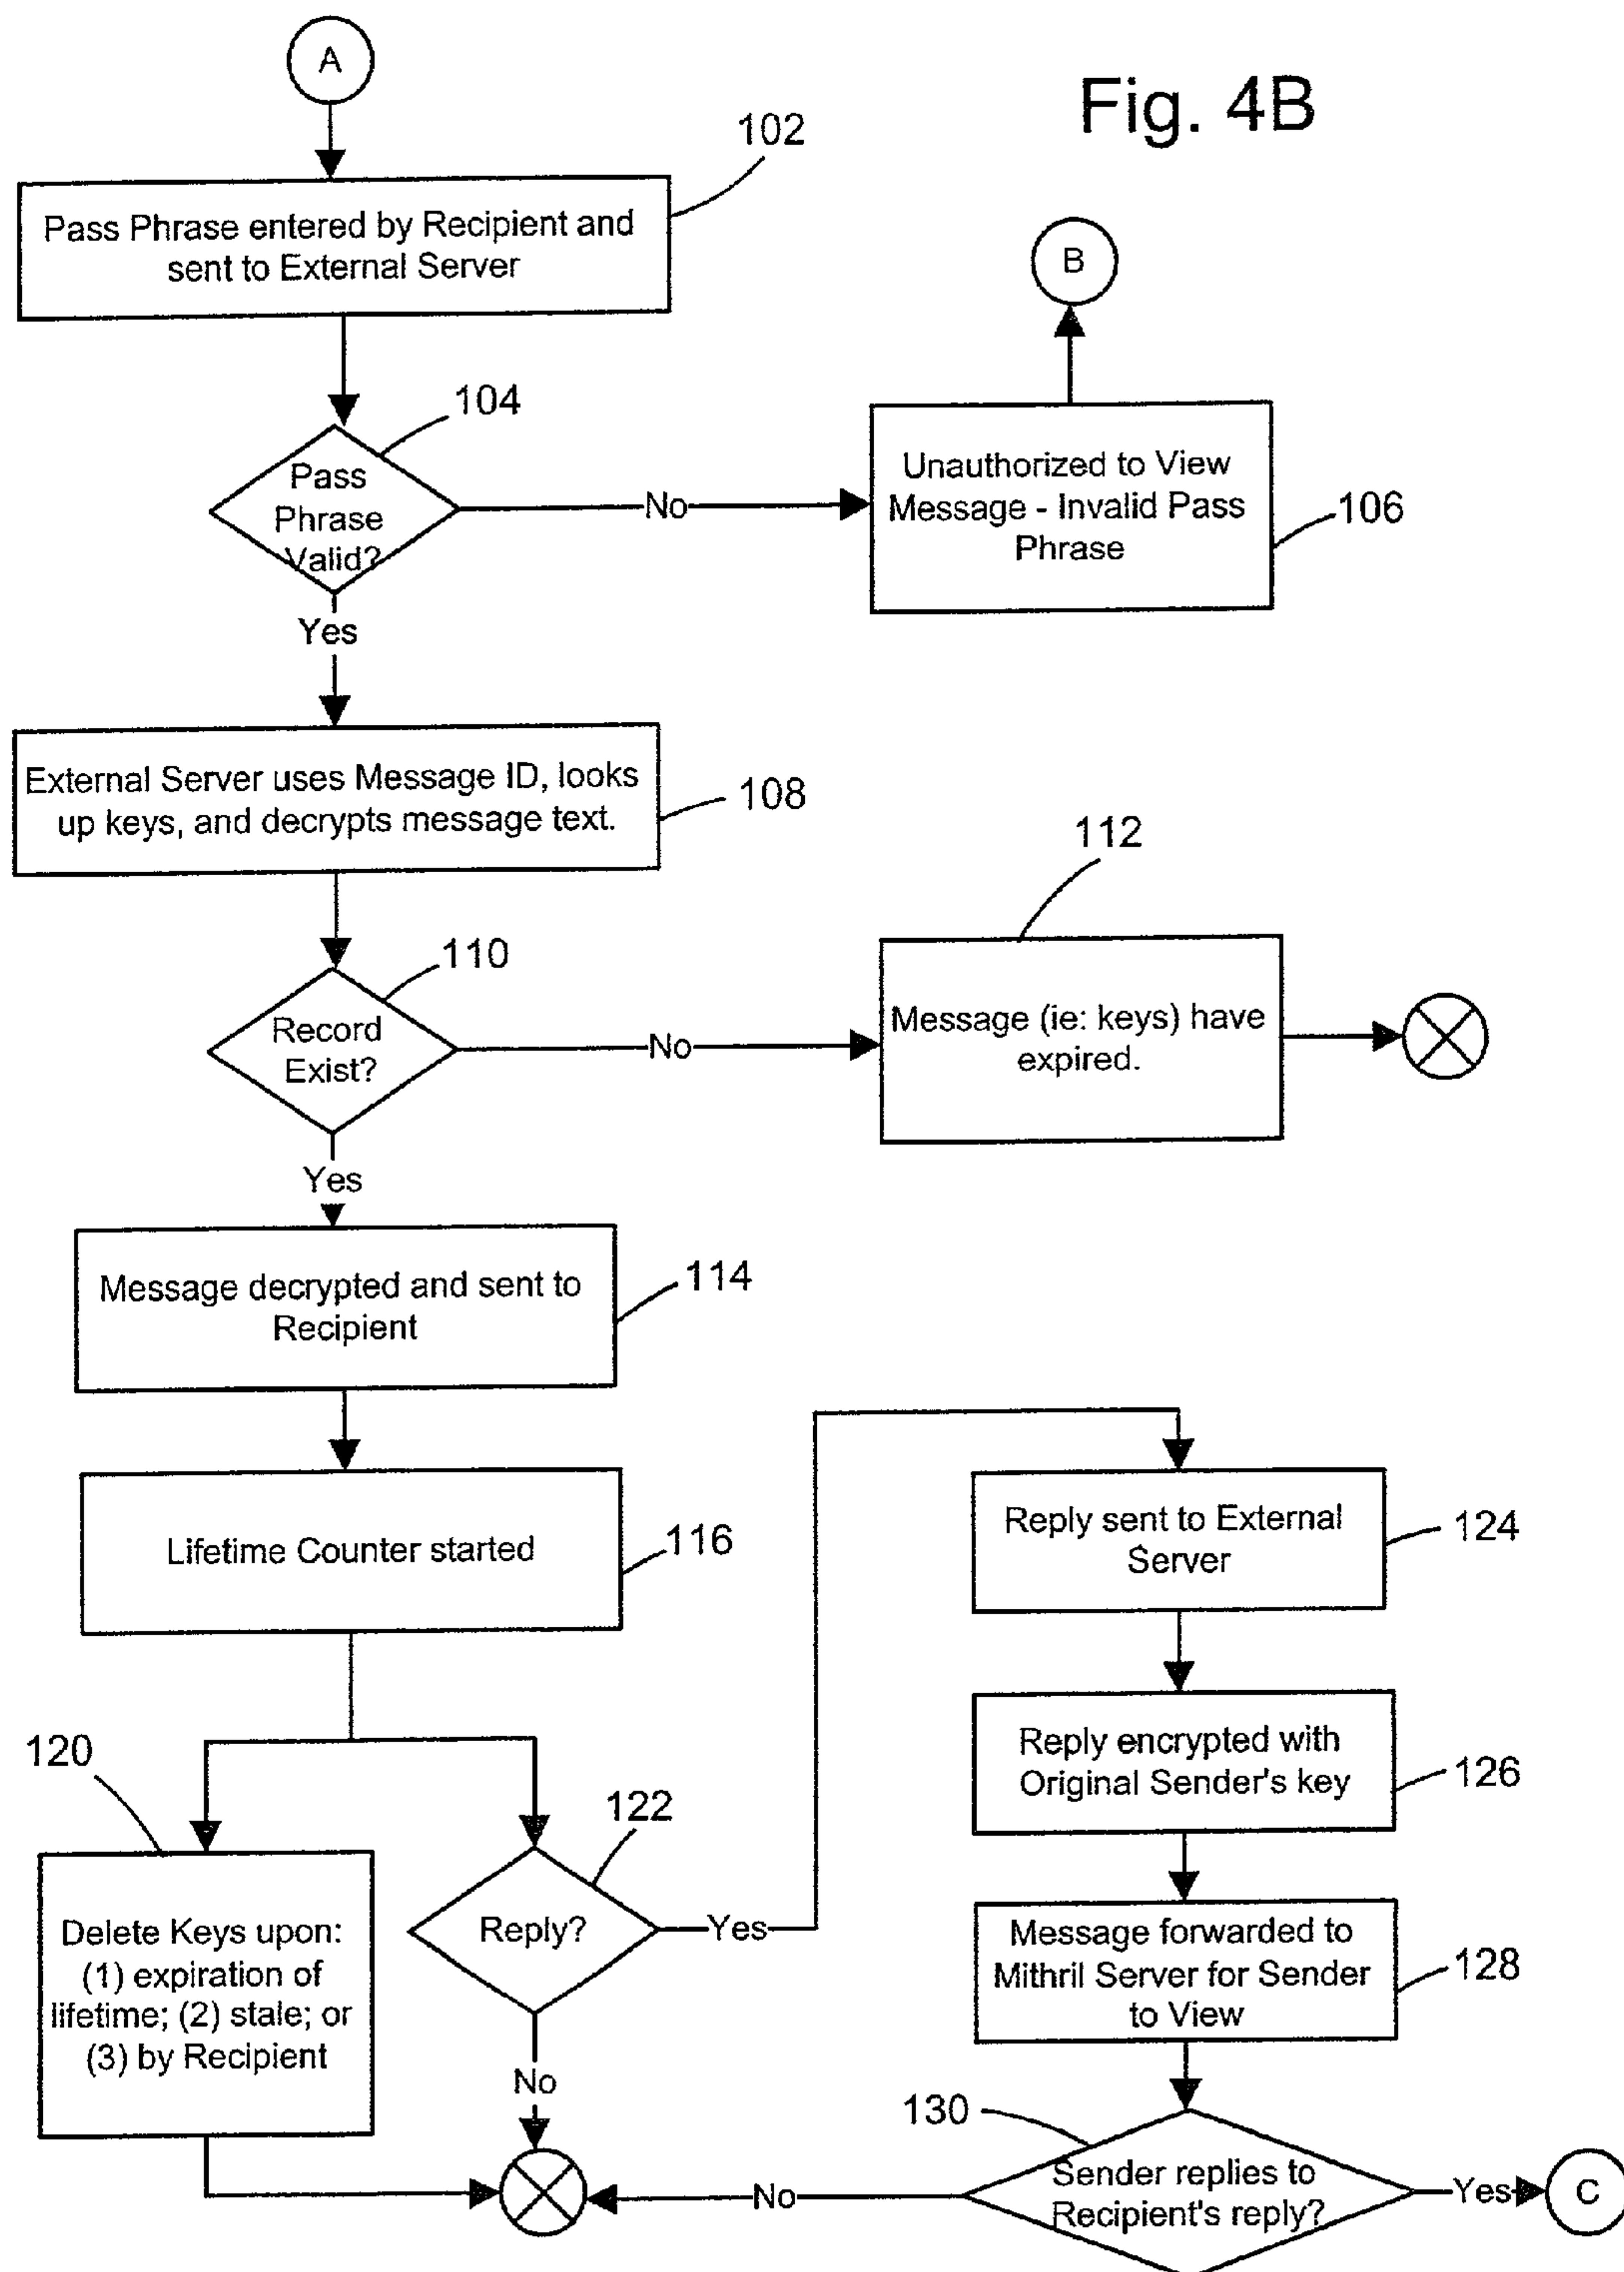 A
Fig. 4B
102
Pass Phrase entered by Recipient and
sent to External Server
B
104
Pass
Phrase
Valid?
No
Unauthorized to View
Message - Invalid Pass
Phrase
106
Yes
External Server uses Message ID, looks
up keys, and decrypts message text.
108
112
110
Record
Exist?
No
Message (ie: keys) have
expired.
Yes
Message decrypted and sent to
Recipient
114
Lifetime Counter started
116
Reply sent to External
Server
124
Reply encrypted with
Original Sender's key
126
120
122
Delete Keys upon:
(1) expiration of
lifetime; (2) stale; or
(3) by Recipient
Reply?
Yes
Message forwarded to
Mithril Server for Sender
to View
128
No
130
Sender replies to
Recipient's reply?
No
Yes
C